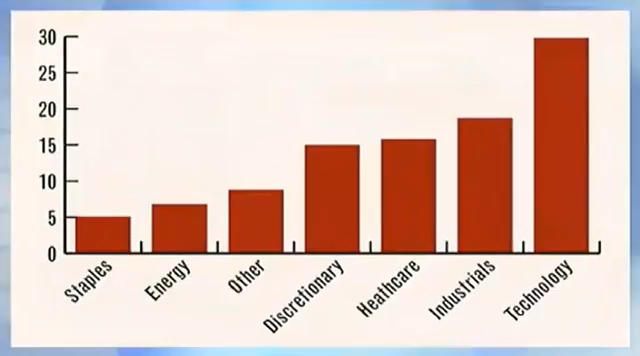 30
25
20
15
10
5
0
Staples
Energy
Other
Discretionary
Heathcare
Industrials
Technology